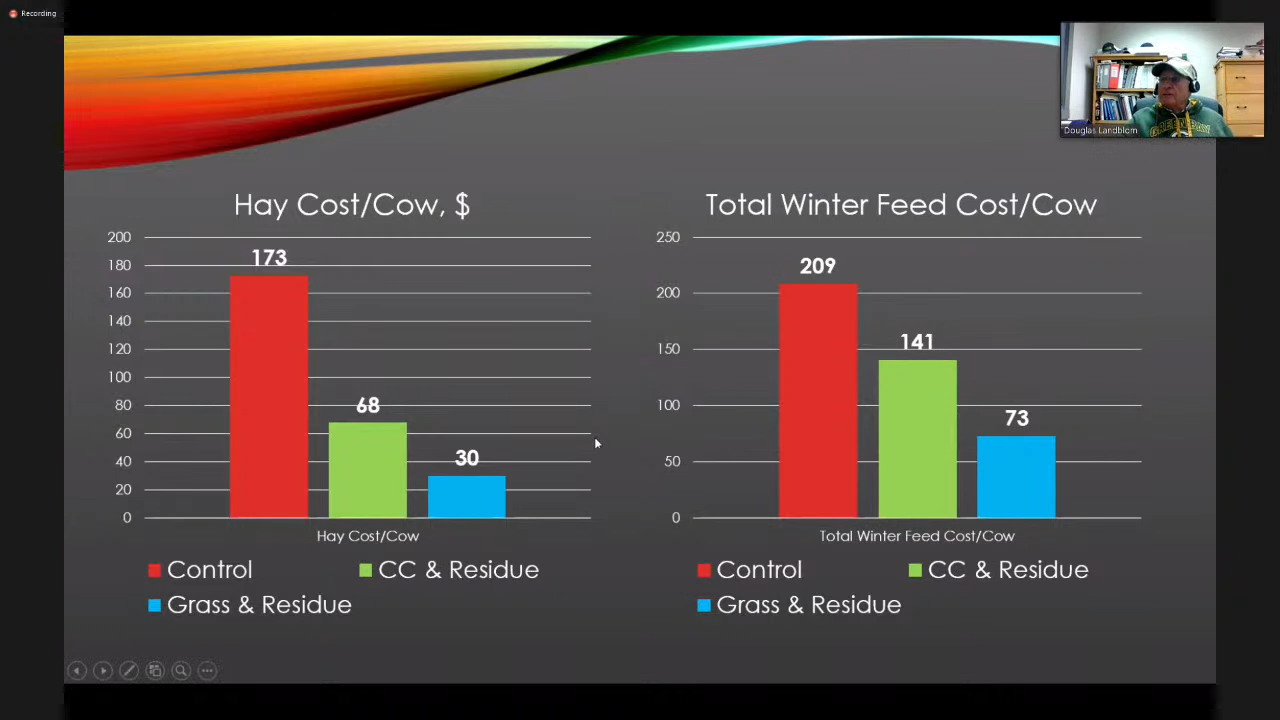 Recording
Douglas Landblom
Hay Cost/Cow, $
200
180
160
140
120
100
80
60
40
20
0
173
68
30
Hay Cost/Cow
Control
CC & Residue
Grass & Residue
Total Winter Feed Cost/Cow
250
200
150
100
50
0
209
141
73
Total Winter Feed Cost/Cow
Control
CC & Residue
Grass & Residue